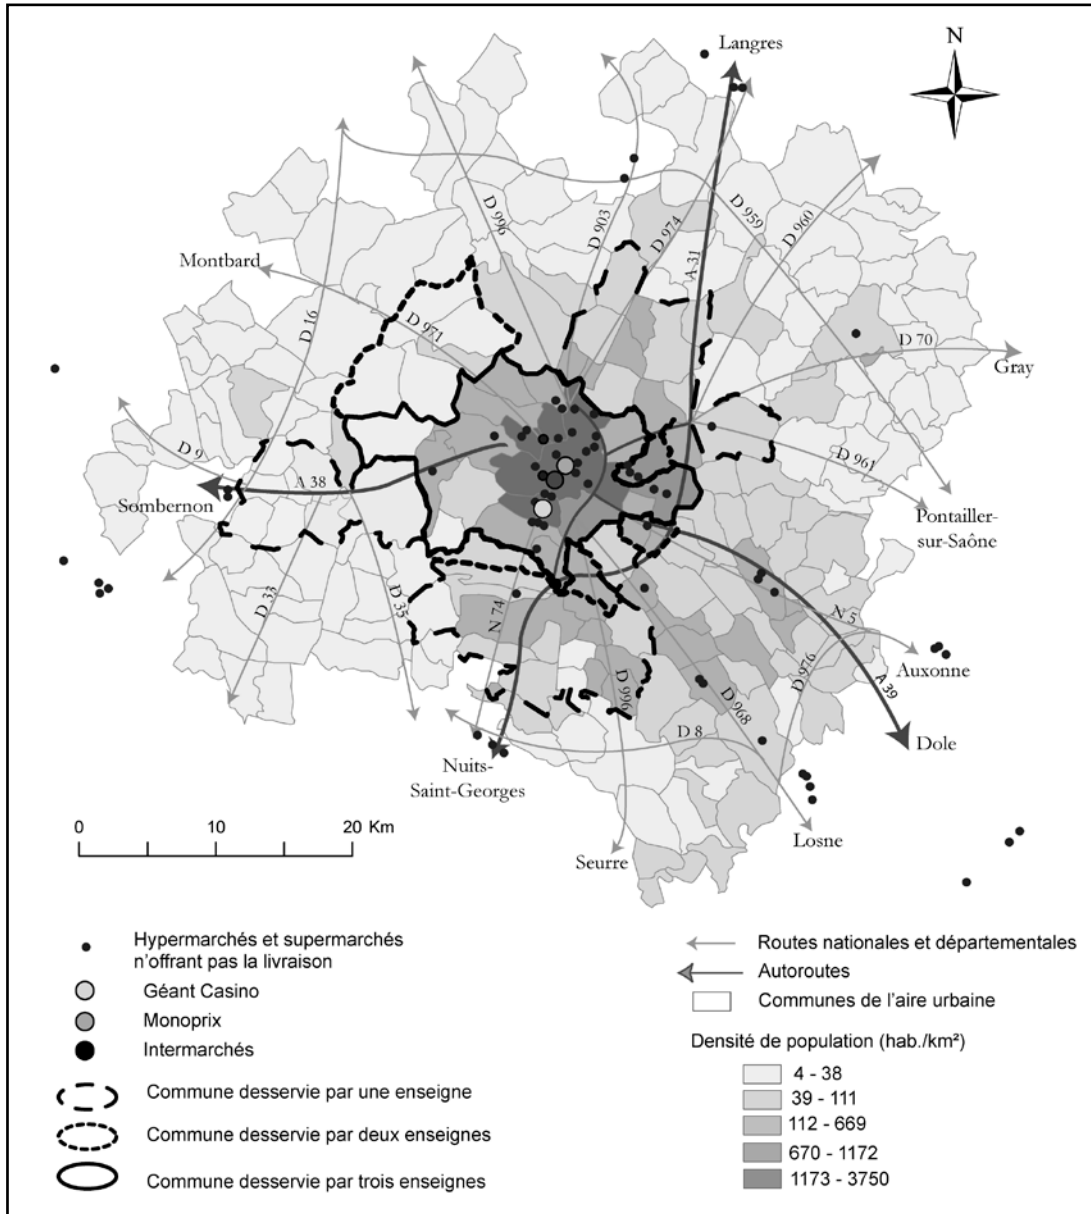 N
Langres
D 996
D 903
D 974
D 959
D 960
A 31
Montbard
D 16
D 971
D 70
Gray
D 9
A 38
Sombernon
D 961
Pontailler-
sur-Saône
D 33
D 35
N 74
N 5
Auxonne
D 976
A 39
D 966
D 968
D 8
Dole
Nuits-
Saint-Georges
Losne
Seurre
0 10 20 Km
Hypermarchés et supermarchés
n'offrant pas la livraison
Géant Casino
Monoprix
Intermarchés
Commune desservie par une enseigne
Commune desservie par deux enseignes
Commune desservie par trois enseignes
Routes nationales et départementales
Autoroutes
Communes de l'aire urbaine
Densité de population (hab./km²)
4 - 38
39 - 111
112 - 669
670 - 1172
1173 - 3750